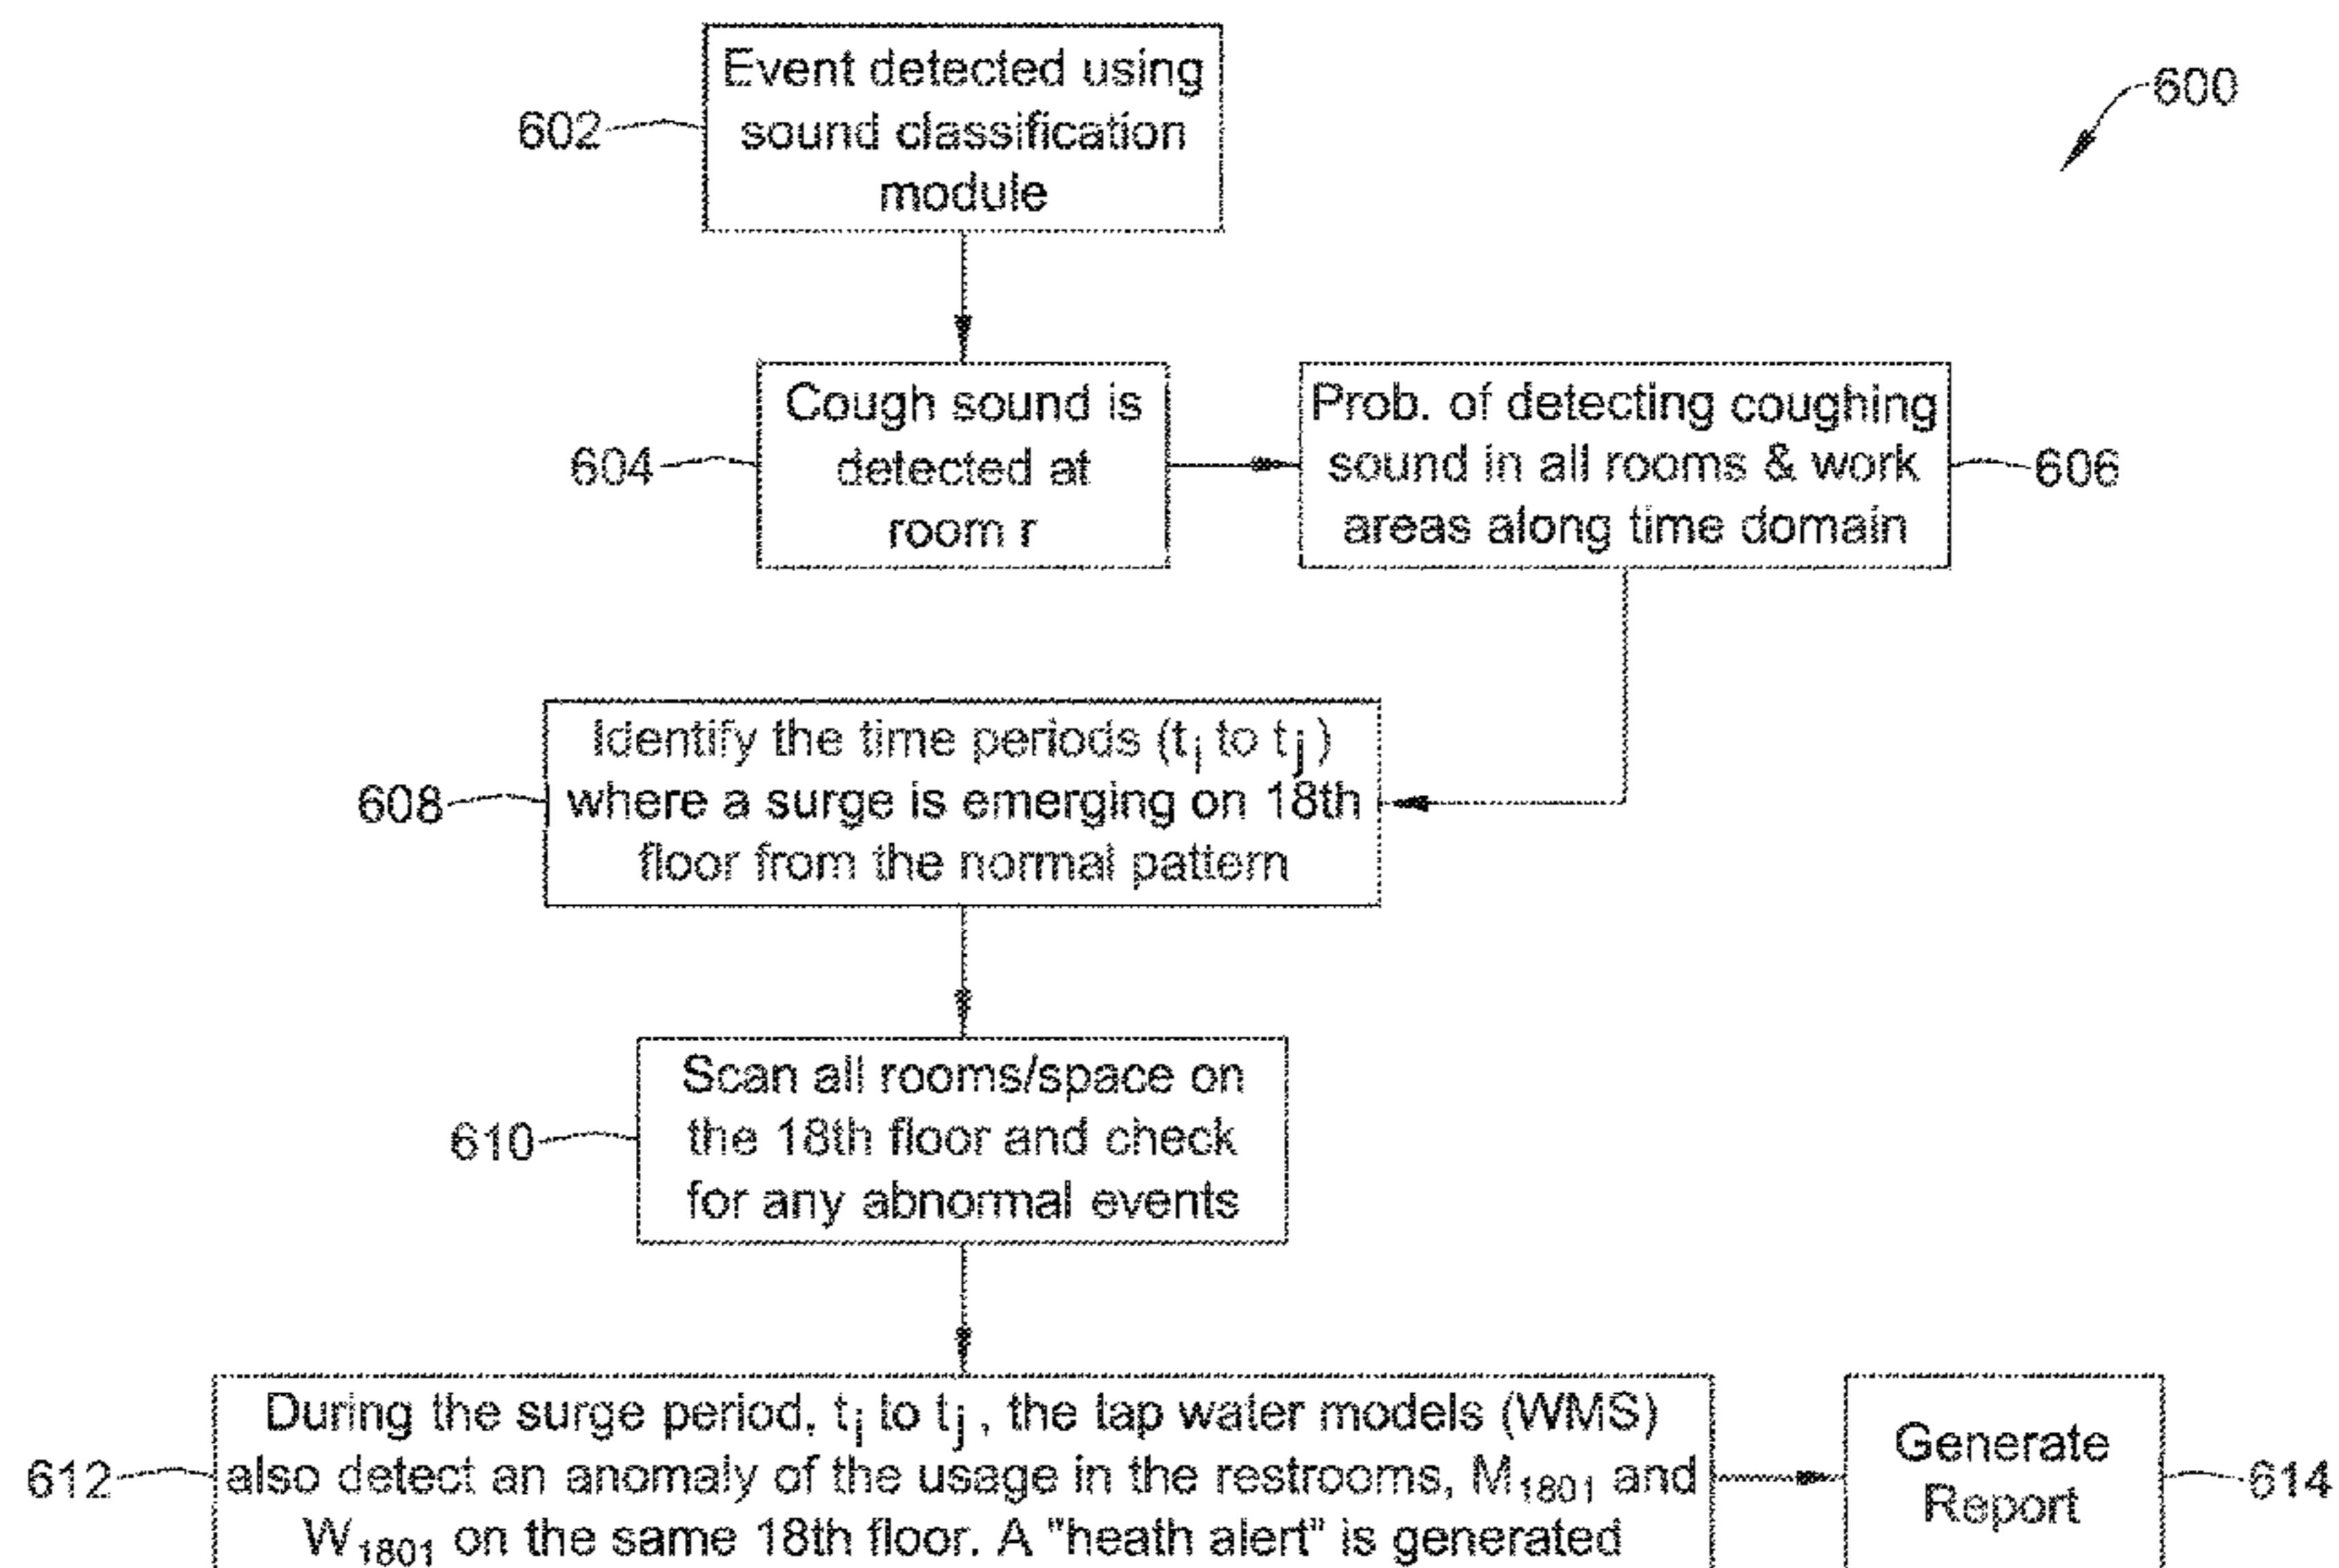 600
602
Event detected using
sound classification
module
604
Cough sound is
detected at
room r
Prob. of detecting coughing
sound in all rooms & work
areas along time domain
606
608
Identify the time periods (ti to tj)
where a surge is emerging on 18th
floor from the normal pattern
610
Scan all rooms/space on
the 18th floor and check
for any abnormal events
612
During the surge period, ti to tj, the tap water models (WMS)
also detect an anomaly of the usage in the restrooms, M1801 and
W1801 on the same 18th floor. A "heath alert" is generated
Generate
Report
614